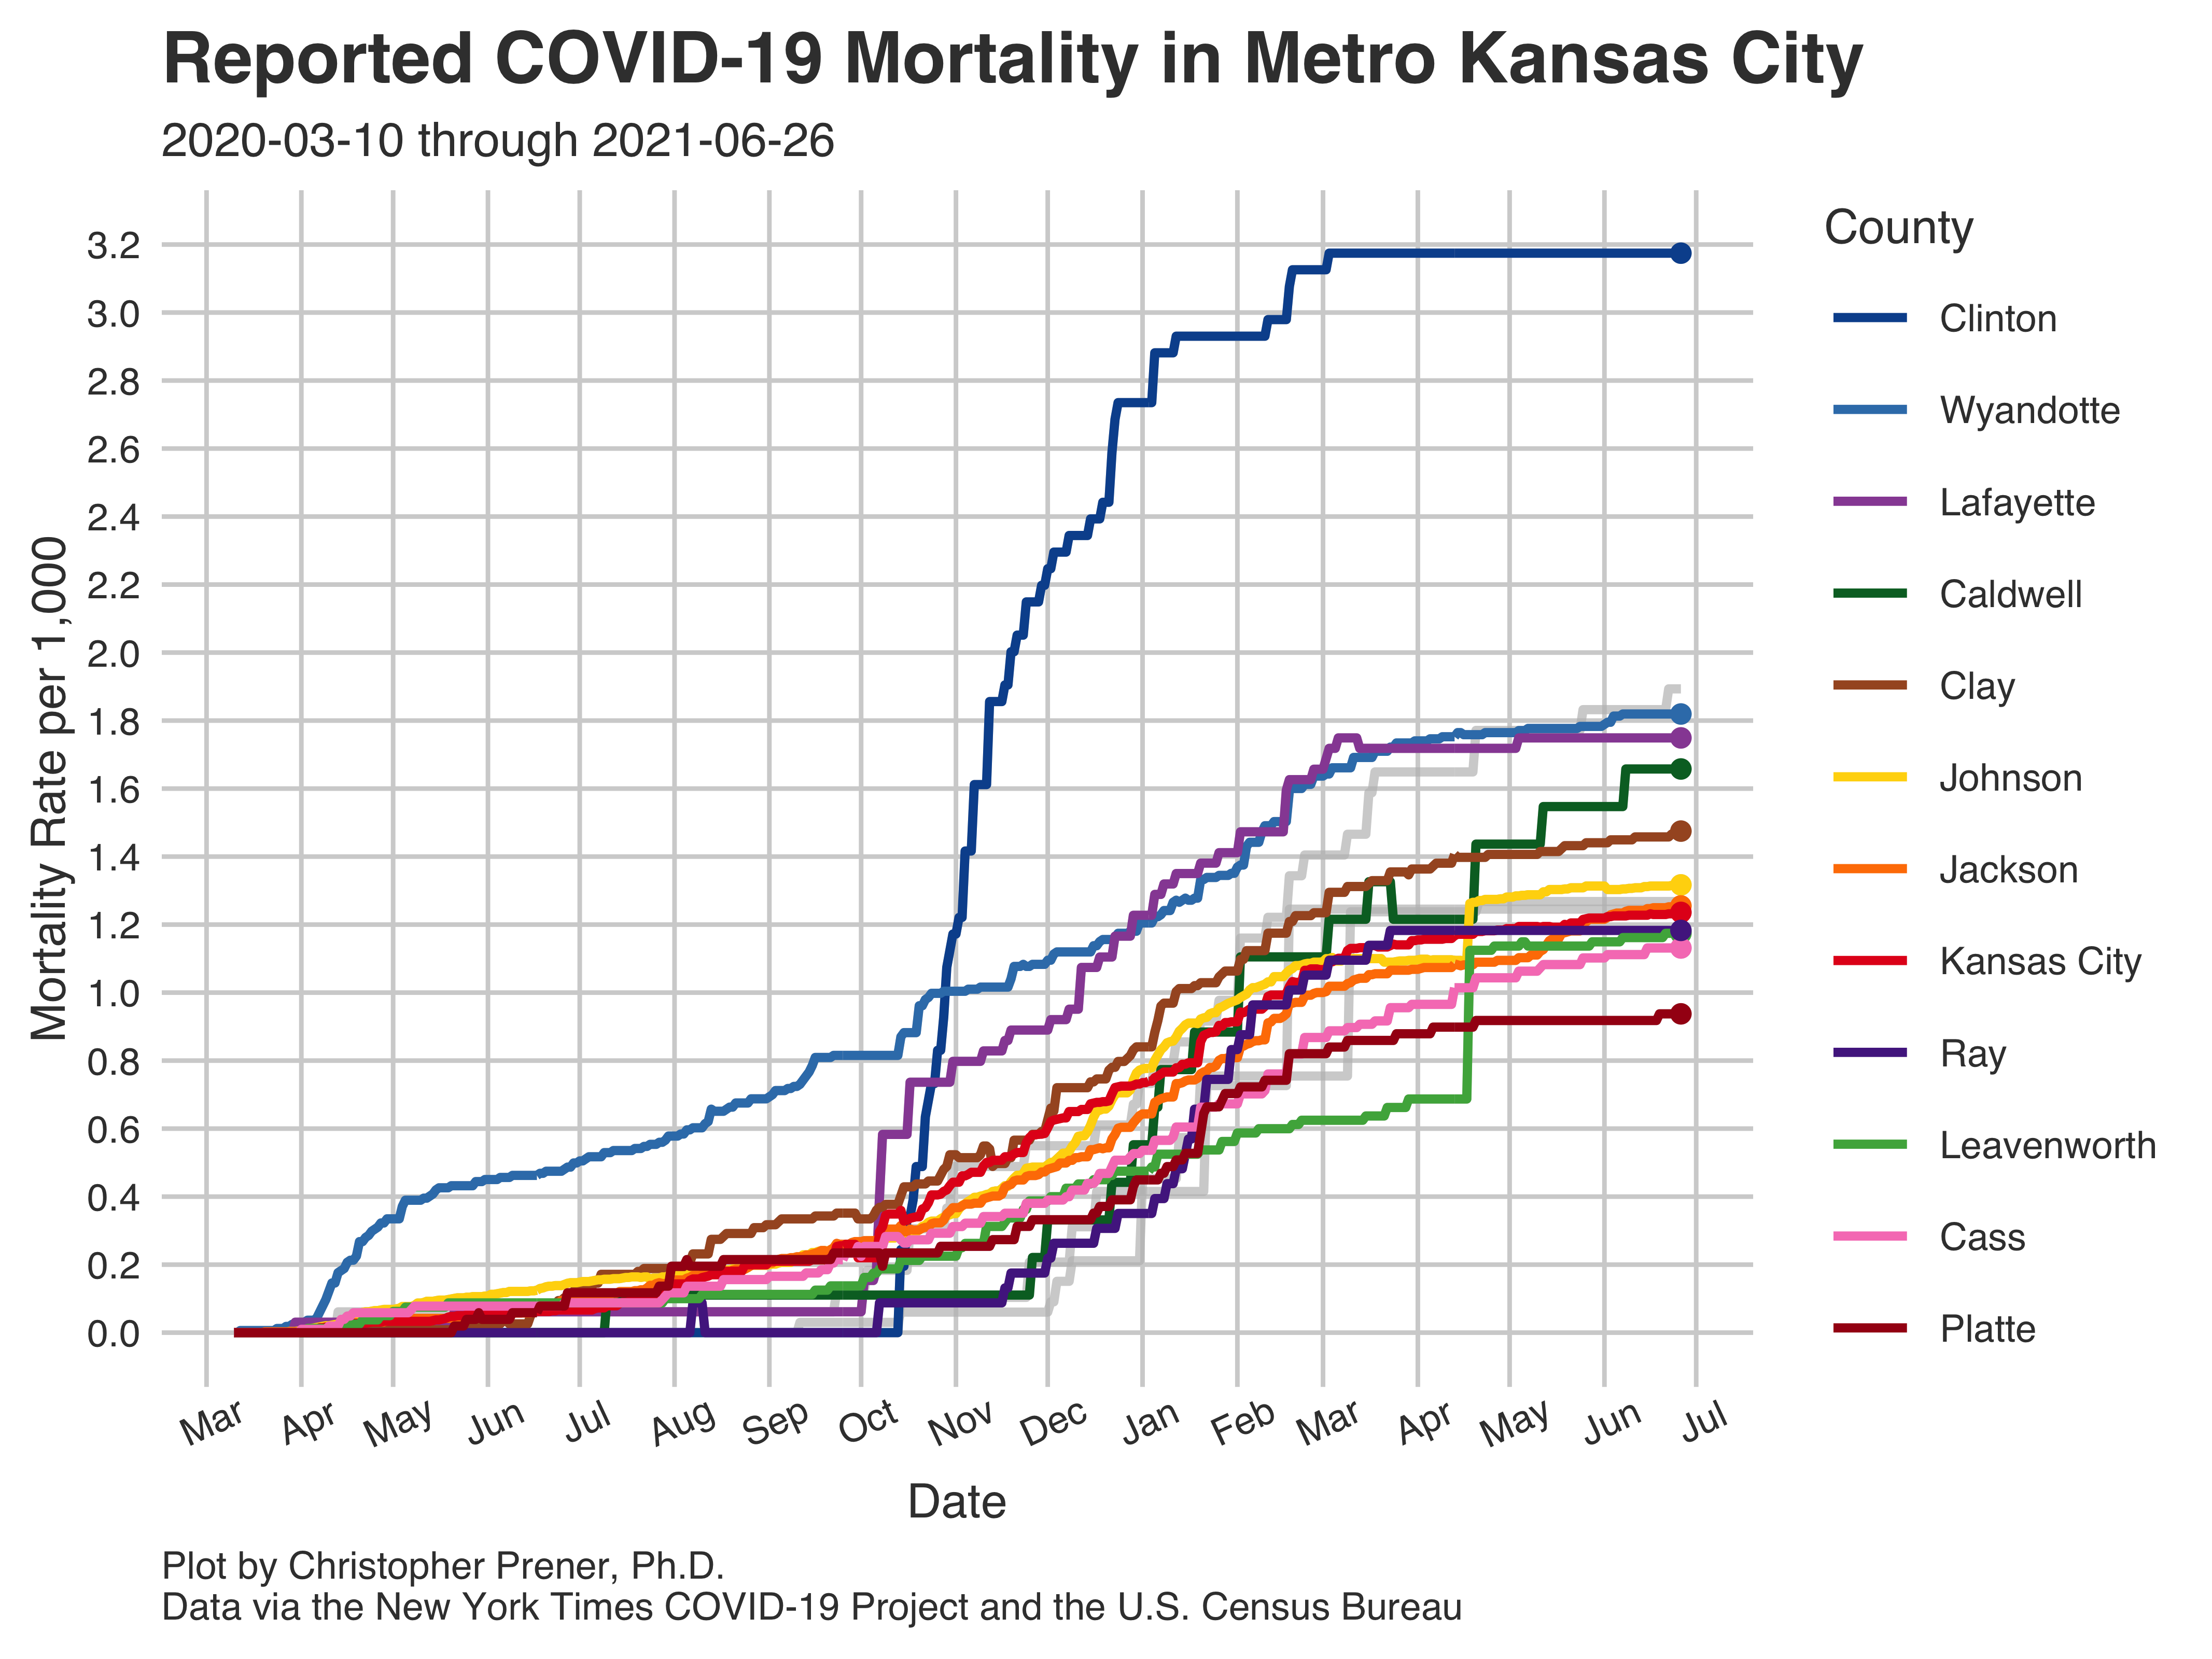 Reported COVID-19 Mortality in Metro Kansas City
2020-03-10 through 2021-06-26
Mortality Rate per 1,000
3.2
3.0
2.8
2.6
2.4
2.2
2.0
1.8
1.6
1.4
1.2
1.0
0.8
0.6
0.4
0.2
0.0
Mar Apr May Jun Jul Aug Sep Oct Nov Dec Jan Feb Mar Apr May Jun Jul
Date
County
Clinton
Wyandotte
Lafayette
Caldwell
Clay
Johnson
Jackson
Kansas City
Ray
Leavenworth
Cass
Platte
Plot by Christopher Prener, Ph.D.
Data via the New York Times COVID-19 Project and the U.S. Census Bureau